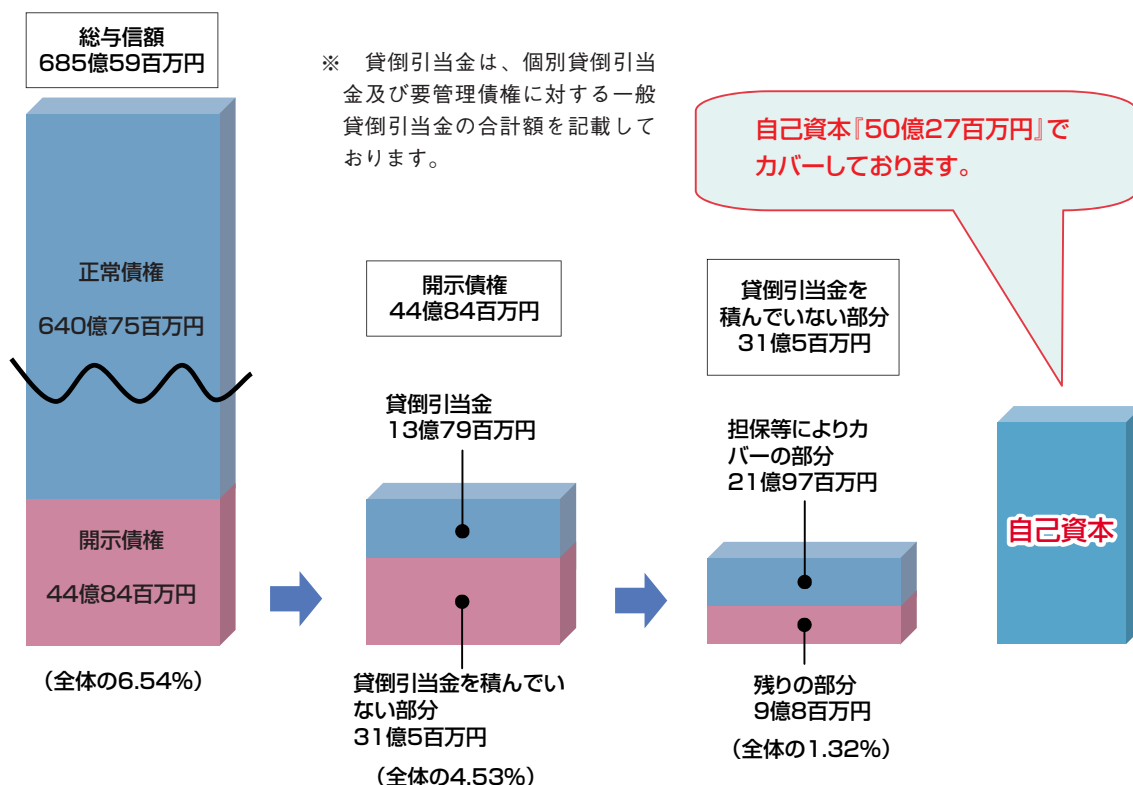 総与信額
685億59百万円
※　貸倒引当金は、個別貸倒引当
金及び要管理債権に対する一般
貸倒引当金の合計額を記載して
おります。
自己資本『50億27百万円』で
カバーしております。
正常債権
640億75百万円
開示債権
44億84百万円
（全体の6.54%）
開示債権
44億84百万円
貸倒引当金
13億79百万円
貸倒引当金を積んでい
ない部分
31億5百万円
（全体の4.53%）
貸倒引当金を
積んでいない部分
31億5百万円
担保等によりカ
バーの部分
21億97百万円
残りの部分
9億8百万円
（全体の1.32%）
自己資本